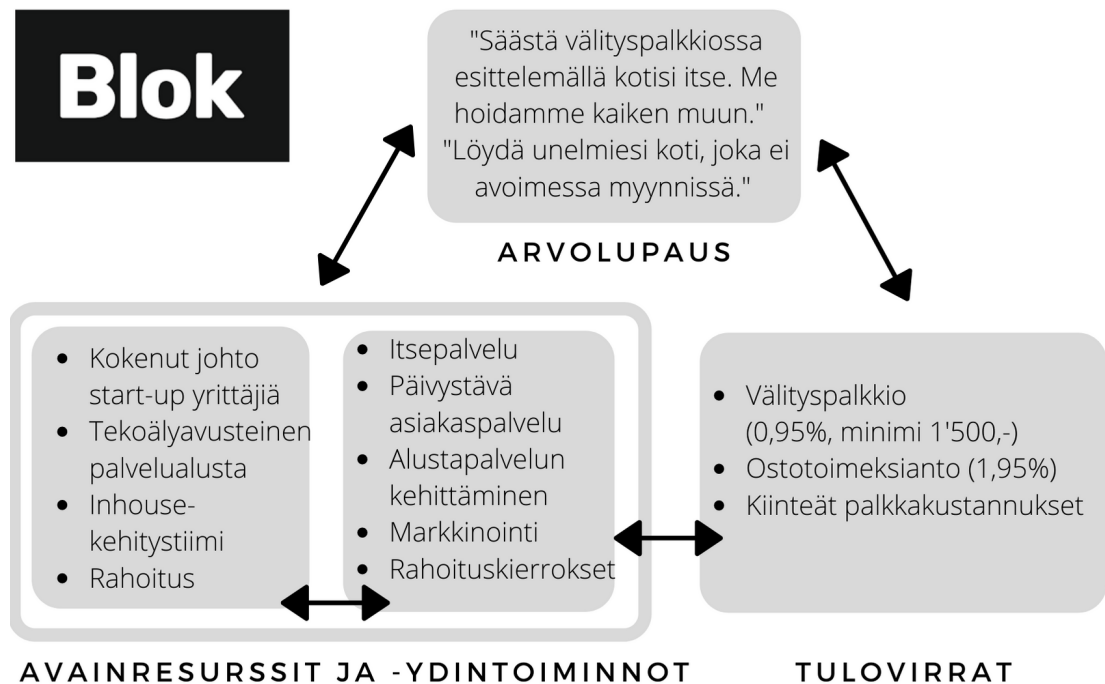 Blok
"Säästä välityspalkkiossa
esittelemällä kotisi itse. Me
hoidamme kaiken muun."
"Löydä unelmiesi koti, joka ei
avoimessa myynnissä."
ARVOLUPAUS
• Kokenut johto
start-up yrittäjiä
• Tekoälyavusteinen
palvelualusta
• Inhouse-
kehitystiimi
• Rahoitus
• Itsepalvelu
• Päivystävä
asiakaspalvelu
• Alustapalvelun
kehittäminen
• Markkinointi
• Rahoituskierrokset
• Välityspalkkio
(0,95%, minimi 1'500,-)
• Ostotoimeksianto (1,95%)
• Kiinteät palkkakustannukset
AVAINRESURSSIT JA -YDINTOIMINNOT
TULOVIRRAT